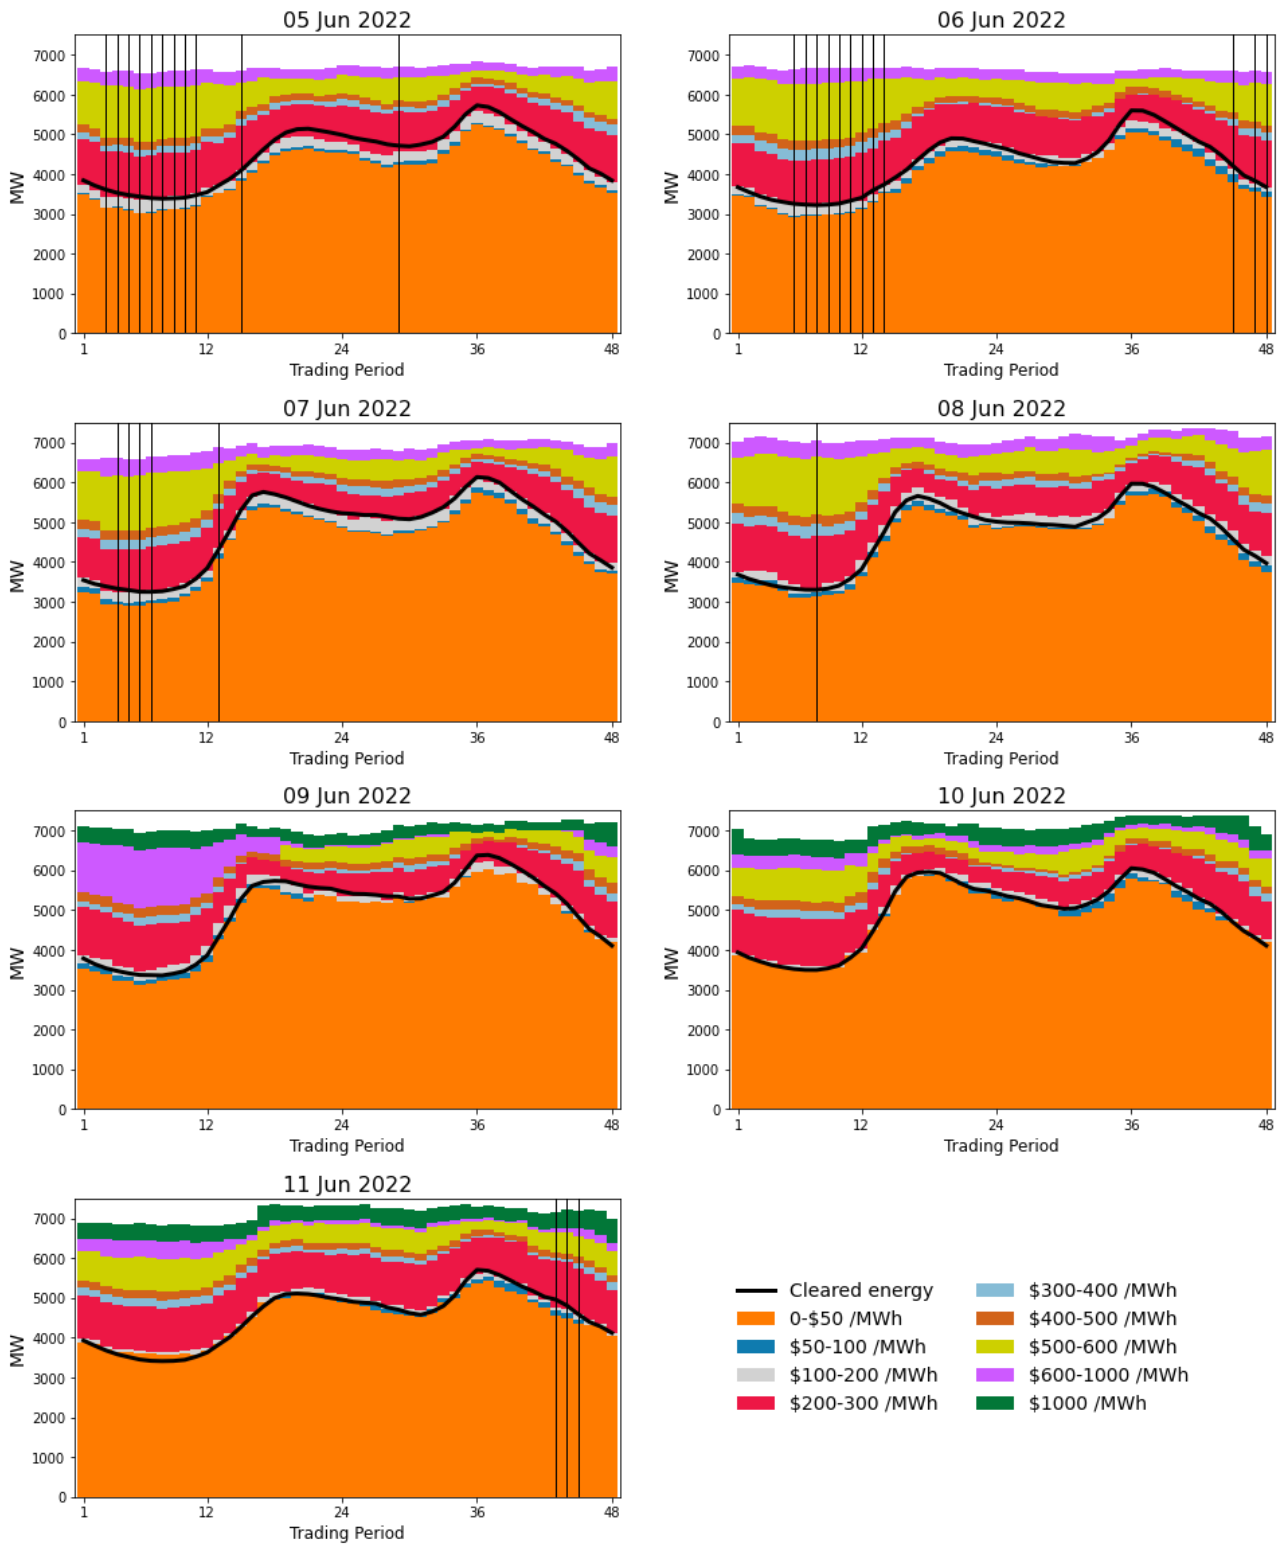 05 Jun 2022
7000
6000
5000
4000
3000
2000
1000
0
MW
1 12 24 36 48
Trading Period
06 Jun 2022
7000
6000
5000
4000
3000
2000
1000
0
MW
1 12 24 36 48
Trading Period
07 Jun 2022
7000
6000
5000
4000
3000
2000
1000
0
MW
1 12 24 36 48
Trading Period
08 Jun 2022
7000
6000
5000
4000
3000
2000
1000
0
MW
1 12 24 36 48
Trading Period
09 Jun 2022
7000
6000
5000
4000
3000
2000
1000
0
MW
1 12 24 36 48
Trading Period
10 Jun 2022
7000
6000
5000
4000
3000
2000
1000
0
MW
1 12 24 36 48
Trading Period
11 Jun 2022
7000
6000
5000
4000
3000
2000
1000
0
MW
1 12 24 36 48
Trading Period
Cleared energy
0-$50 /MWh
$50-100 /MWh
$100-200 /MWh
$200-300 /MWh
$300-400 /MWh
$400-500 /MWh
$500-600 /MWh
$600-1000 /MWh
$1000 /MWh